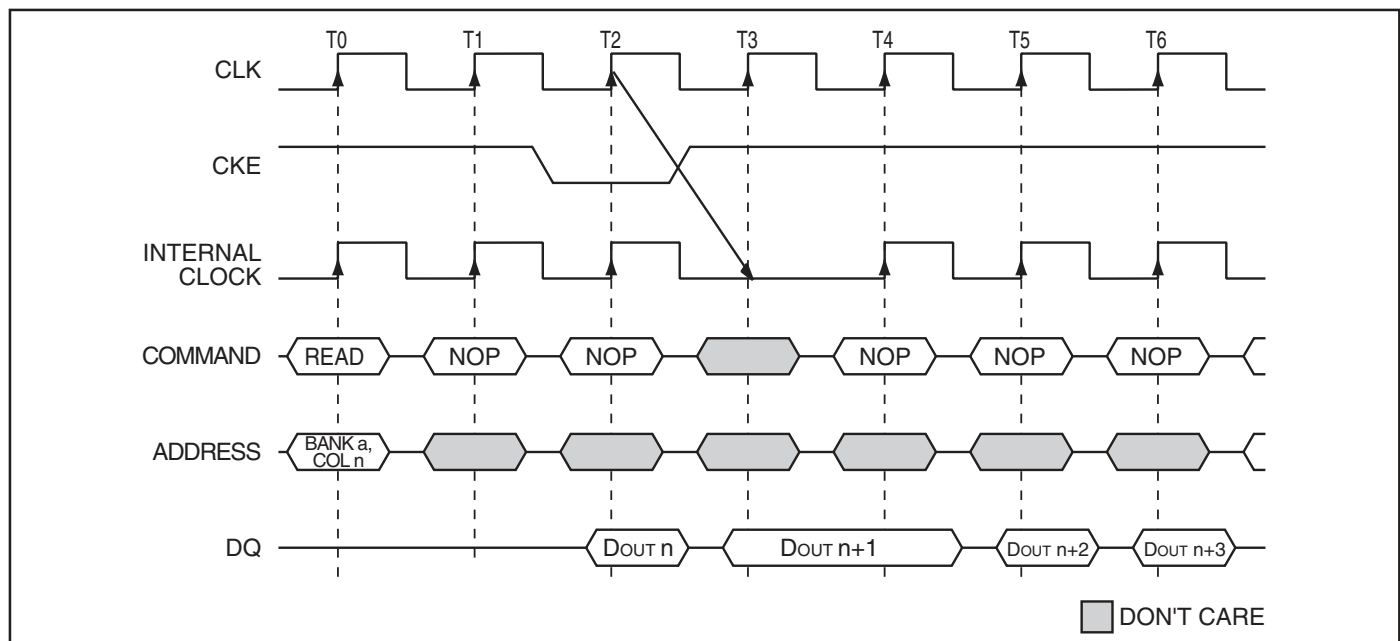 T0 T1 T2 T3 T4 T5 T6
CLK
CKE
INTERNAL
CLOCK
COMMAND READ NOP NOP NOP NOP NOP
ADDRESS BANK a,
COL n
DQ DOUT n DOUT n+1 DOUT n+2 DOUT n+3
DON'T CARE